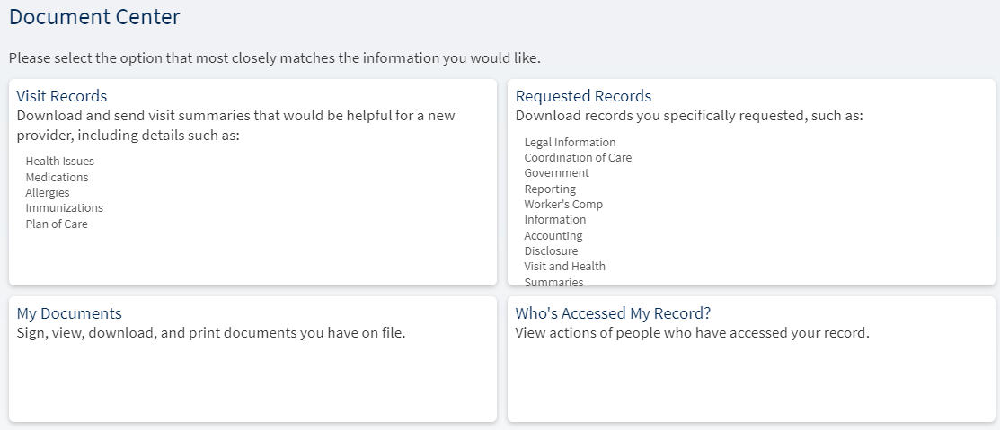 Document Center
Please select the option that most closely matches the information you would like.
Visit Records
Download and send visit summaries that would be helpful for a new
provider, including details such as:
Health Issues
Medications
Allergies
Immunizations
Plan of Care
Requested Records
Download records you specifically requested, such as:
Legal Information
Coordination of Care
Government
Reporting
Worker's Comp
Information
Accounting
Disclosure
Visit and Health
Summaries
My Documents
Sign, view, download, and print documents you have on file.
Who's Accessed My Record?
View actions of people who have accessed your record.